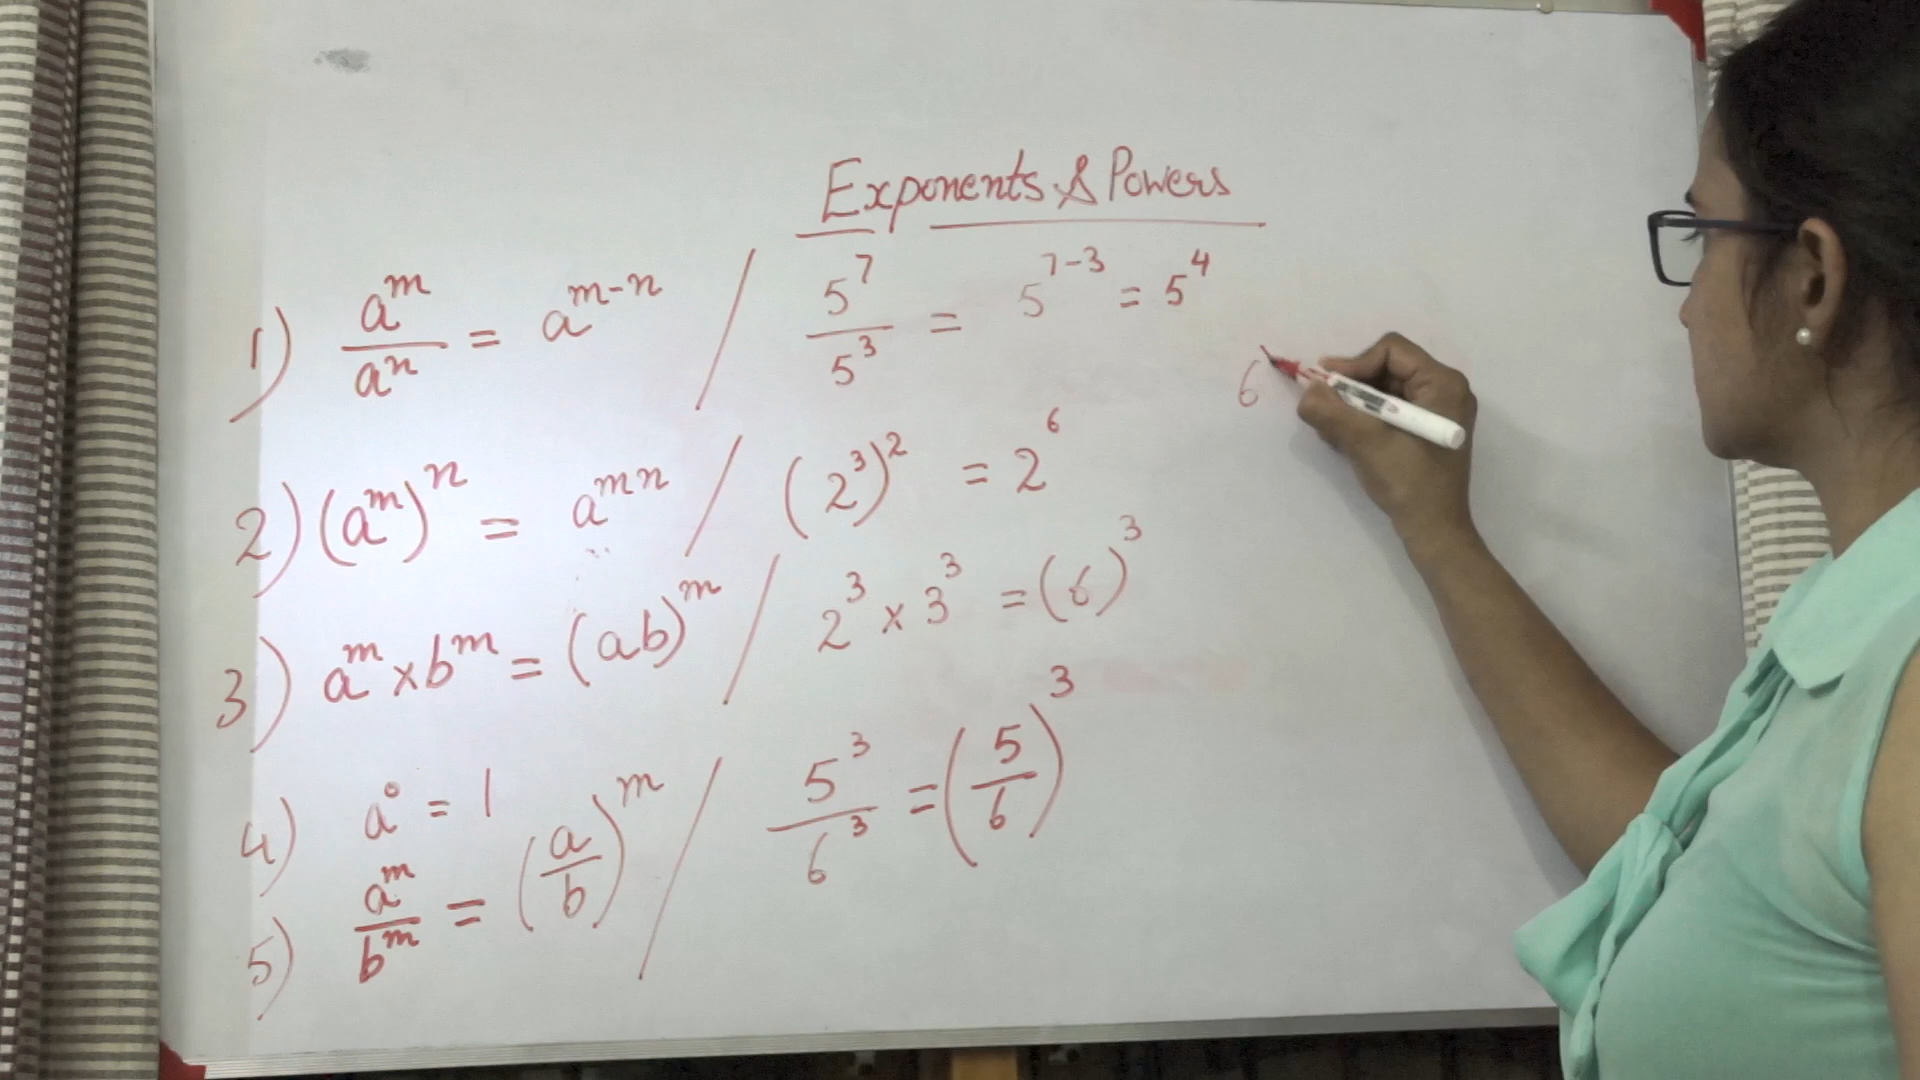 Exponents & Powers
1) a^m/a^n = a^(m-n) / 5^7/5^3 = 5^(7-3) = 5^4
6
2) (a^m)^n = a^(mn) / (2^3)^2 = 2^6
3) a^m × b^m = (ab)^m / 2^3 × 3^3 = (6)^3
4) a^0 = 1
5) a^m/b^m = (a/b)^m / 5^3/6^3 = (5/6)^3